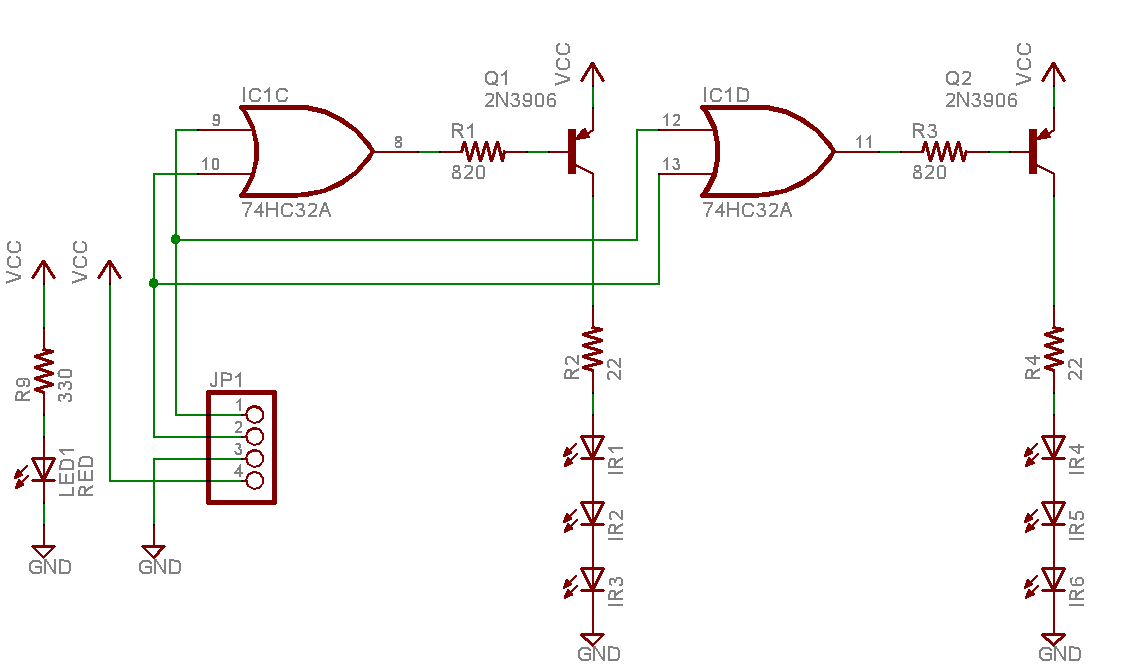 VCC
VCC
Q1
2N3906
Q2
2N3906
IC1C
IC1D
9
10
8
R1
820
12
13
11
R3
820
74HC32A
74HC32A
VCC
VCC
R9
330
LED1
RED
GND
JP1
1
2
3
4
GND
R2
22
IR1
IR2
IR3
GND
R4
22
IR4
IR5
IR6
GND